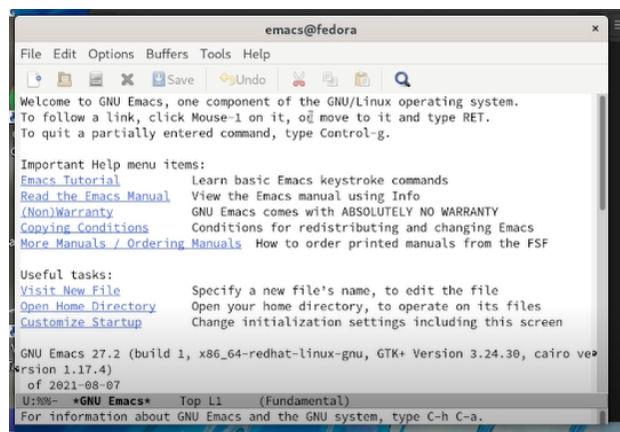 emacs@fedora ×
File Edit Options Buffers Tools Help
Save Undo
Welcome to GNU Emacs, one component of the GNU/Linux operating system.
To follow a link, click Mouse-1 on it, or move to it and type RET.
To quit a partially entered command, type Control-g.
Important Help menu items:
Emacs Tutorial Learn basic Emacs keystroke commands
Read the Emacs Manual View the Emacs manual using Info
(Non)Warranty GNU Emacs comes with ABSOLUTELY NO WARRANTY
Copying Conditions Conditions for redistributing and changing Emacs
More Manuals / Ordering Manuals How to order printed manuals from the FSF
Useful tasks:
Visit New File Specify a new file's name, to edit the file
Open Home Directory Open your home directory, to operate on its files
Customize Startup Change initialization settings including this screen
GNU Emacs 27.2 (build 1, x86_64-redhat-linux-gnu, GTK+ Version 3.24.30, cairo ve
rsion 1.17.4)
of 2021-08-07
U:%%- *GNU Emacs* Top L1 (Fundamental)
For information about GNU Emacs and the GNU system, type C-h C-a.